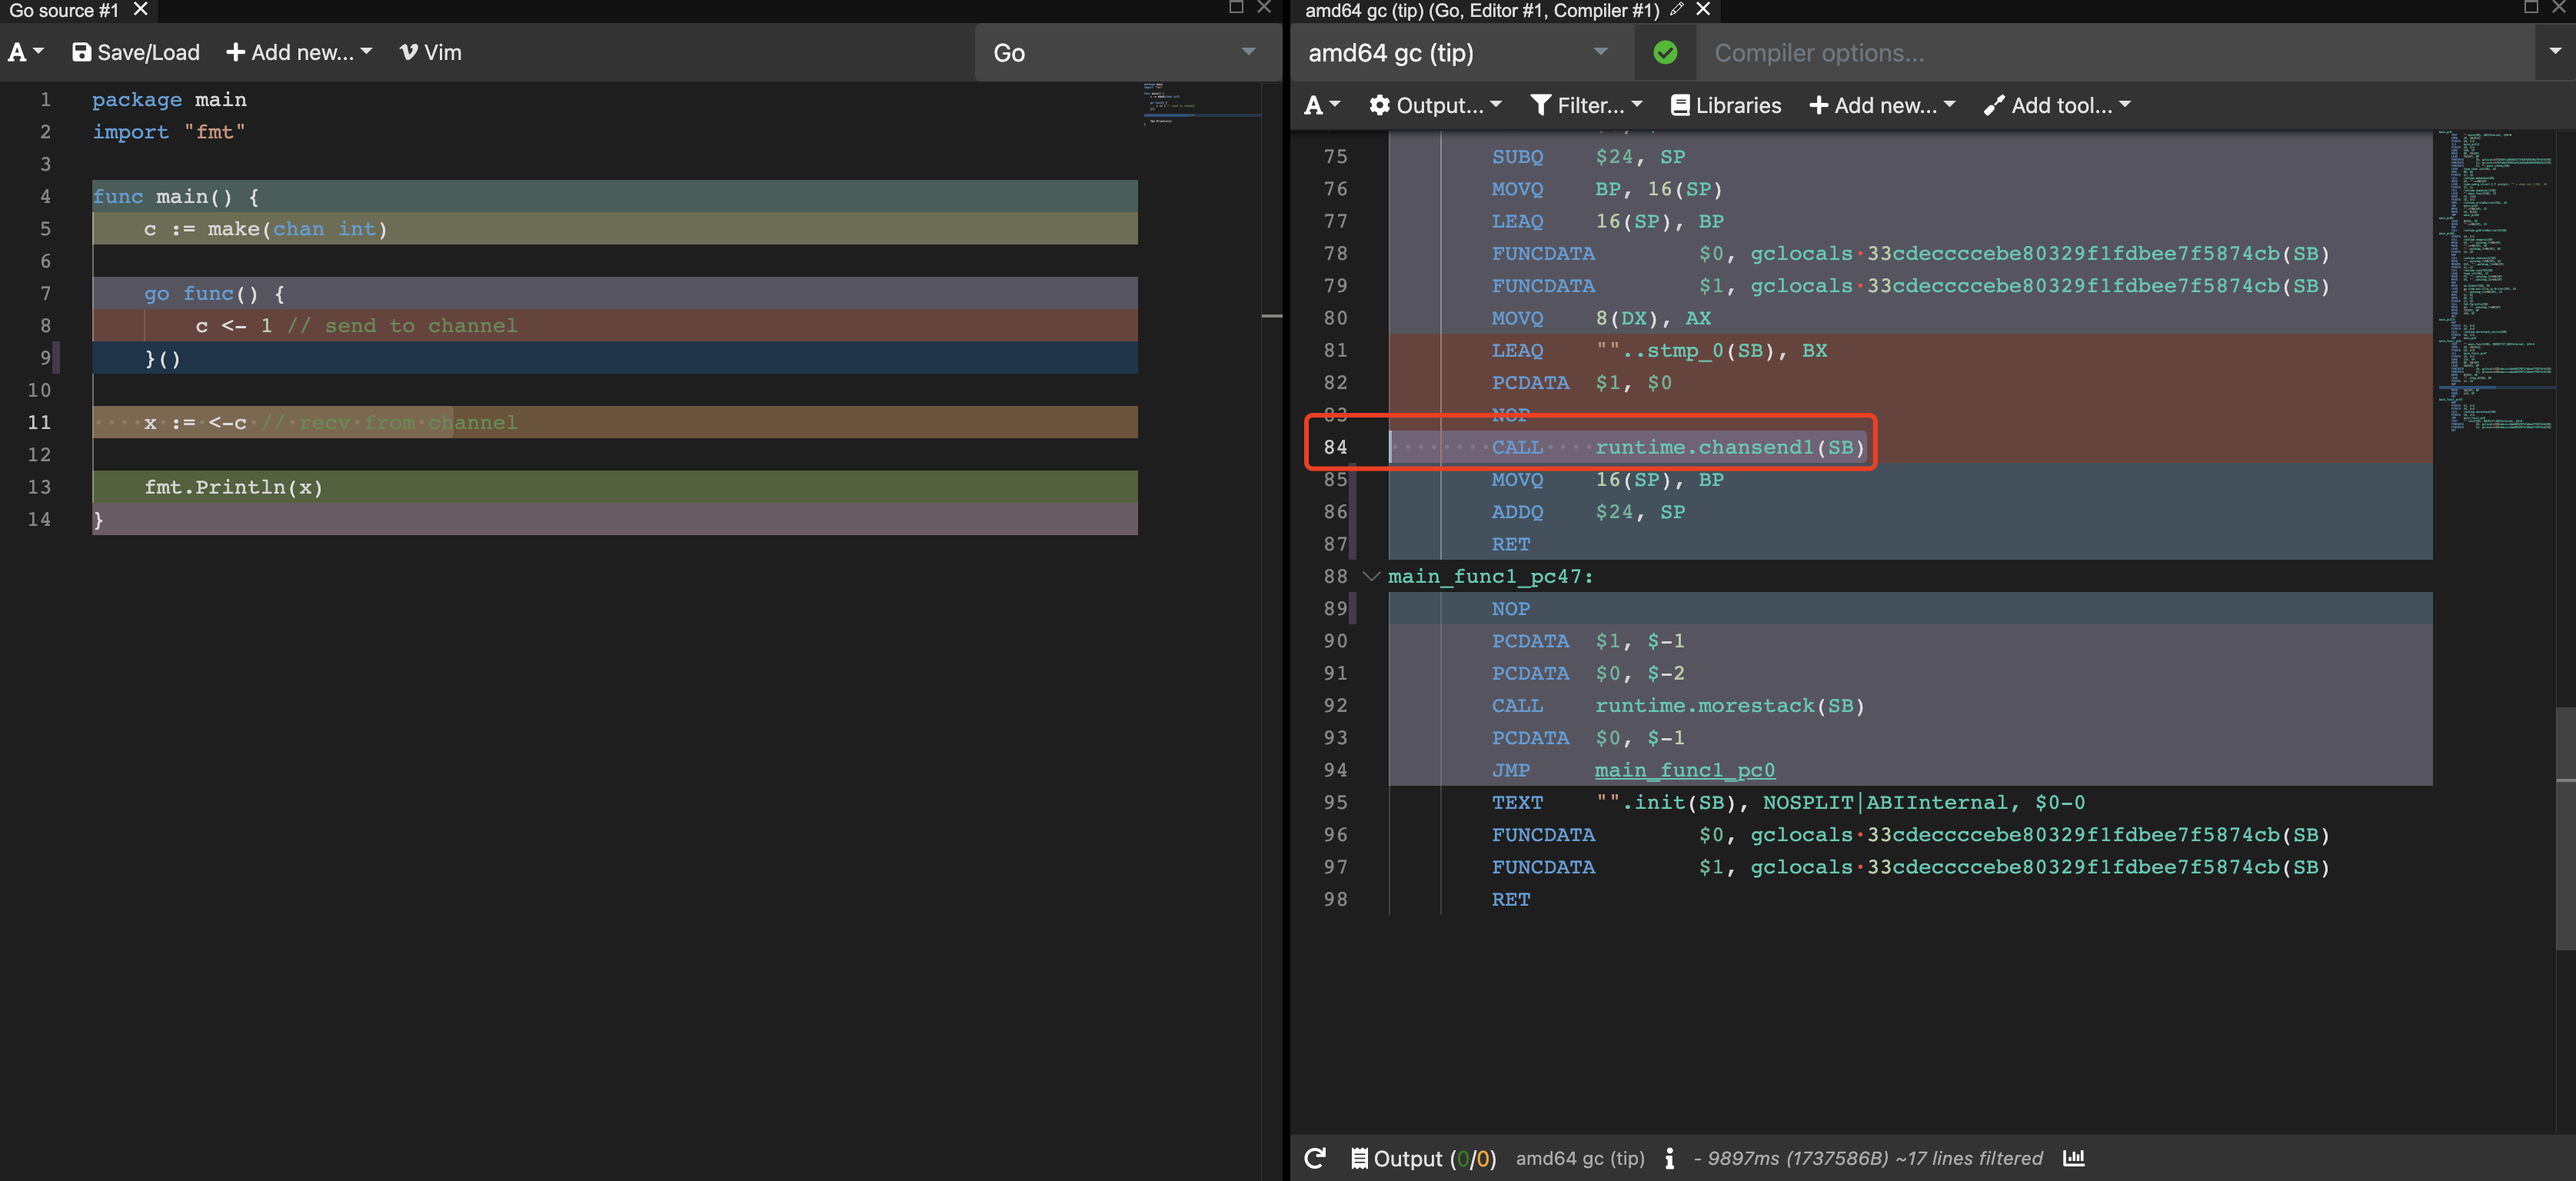 Go source #1
A Save/Load Add new... Vim Go
1 package main
2 import "fmt"
3
4 func main() {
5 c := make(chan int)
6
7 go func() {
8 c <- 1 // send to channel
9 }()
10
11 x := <-c // recv from channel
12
13 fmt.Println(x)
14 }
amd64 gc (tip) (Go, Editor #1, Compiler #1)
amd64 gc (tip) Compiler options...
A Output... Filter... Libraries Add new... Add tool...
75 SUBQ $24, SP
76 MOVQ BP, 16(SP)
77 LEAQ 16(SP), BP
78 FUNCDATA $0, gclocals·33cdeccccebe80329f1fdbee7f5874cb(SB)
79 FUNCDATA $1, gclocals·33cdeccccebe80329f1fdbee7f5874cb(SB)
80 MOVQ 8(DX), AX
81 LEAQ ""..stmp_0(SB), BX
82 PCDATA $1, $0
83 NOP
84 CALL runtime.chansend1(SB)
85 MOVQ 16(SP), BP
86 ADDQ $24, SP
87 RET
88 main_func1_pc47:
89 NOP
90 PCDATA $1, $-1
91 PCDATA $0, $-2
92 CALL runtime.morestack(SB)
93 PCDATA $0, $-1
94 JMP main_func1_pc0
95 TEXT "".init(SB), NOSPLIT|ABIInternal, $0-0
96 FUNCDATA $0, gclocals·33cdeccccebe80329f1fdbee7f5874cb(SB)
97 FUNCDATA $1, gclocals·33cdeccccebe80329f1fdbee7f5874cb(SB)
98 RET
Output (0/0) amd64 gc (tip) i - 9897ms (1737586B) ~17 lines filtered